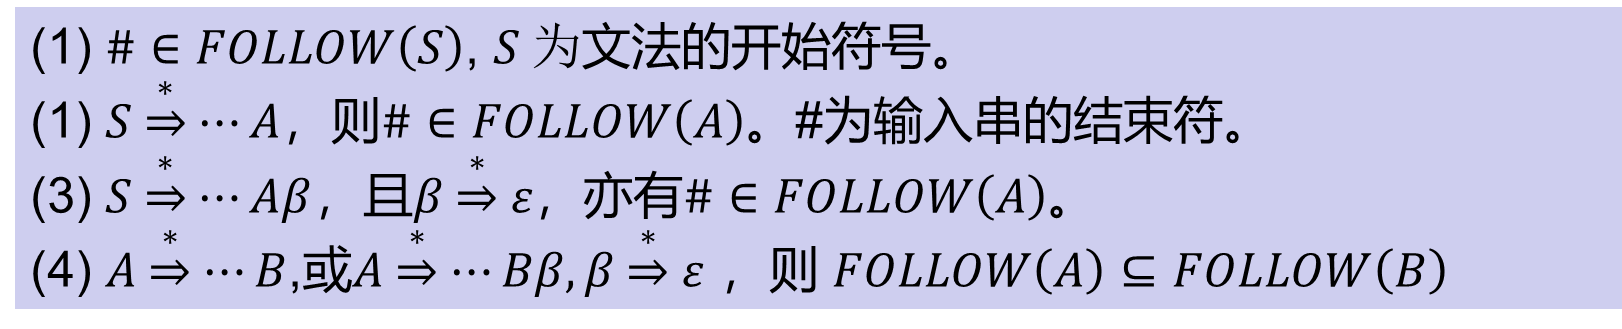 (1) # ∈ FOLLOW(S), S 为文法的开始符号。
(1) S ⇒* ⋯ A，则# ∈ FOLLOW(A)。#为输入串的结束符。
(3) S ⇒* ⋯ Aβ，且β ⇒* ε，亦有# ∈ FOLLOW(A)。
(4) A ⇒* ⋯ B,或A ⇒* ⋯ Bβ, β ⇒* ε ，则 FOLLOW(A) ⊆ FOLLOW(B)